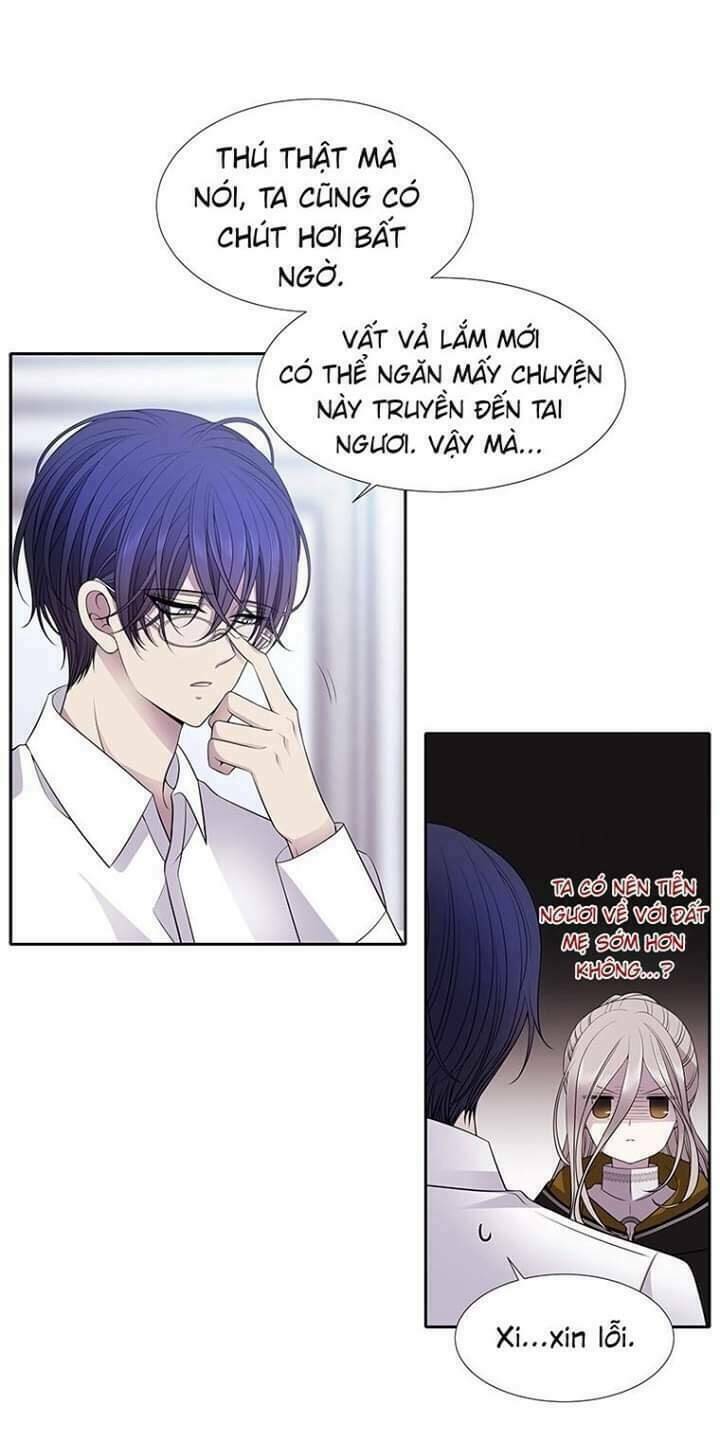 THÚ THẬT MÀ
NÓI, TA CŨNG CÓ
CHÚT HƠI BẤT
NGỜ.
VẤT VẢ LẮM MỚI
CÓ THỂ NGĂN MẤY CHUYỆN
NÀY TRUYỀN ĐẾN TAI
NGƯƠI. VẬY MÀ...
TA CÓ NÊN TIỄN
NGƯƠI VỀ VỚI ĐẤT
MẸ SỚM HƠN
KHÔNG...?
Xi...xin lỗi.